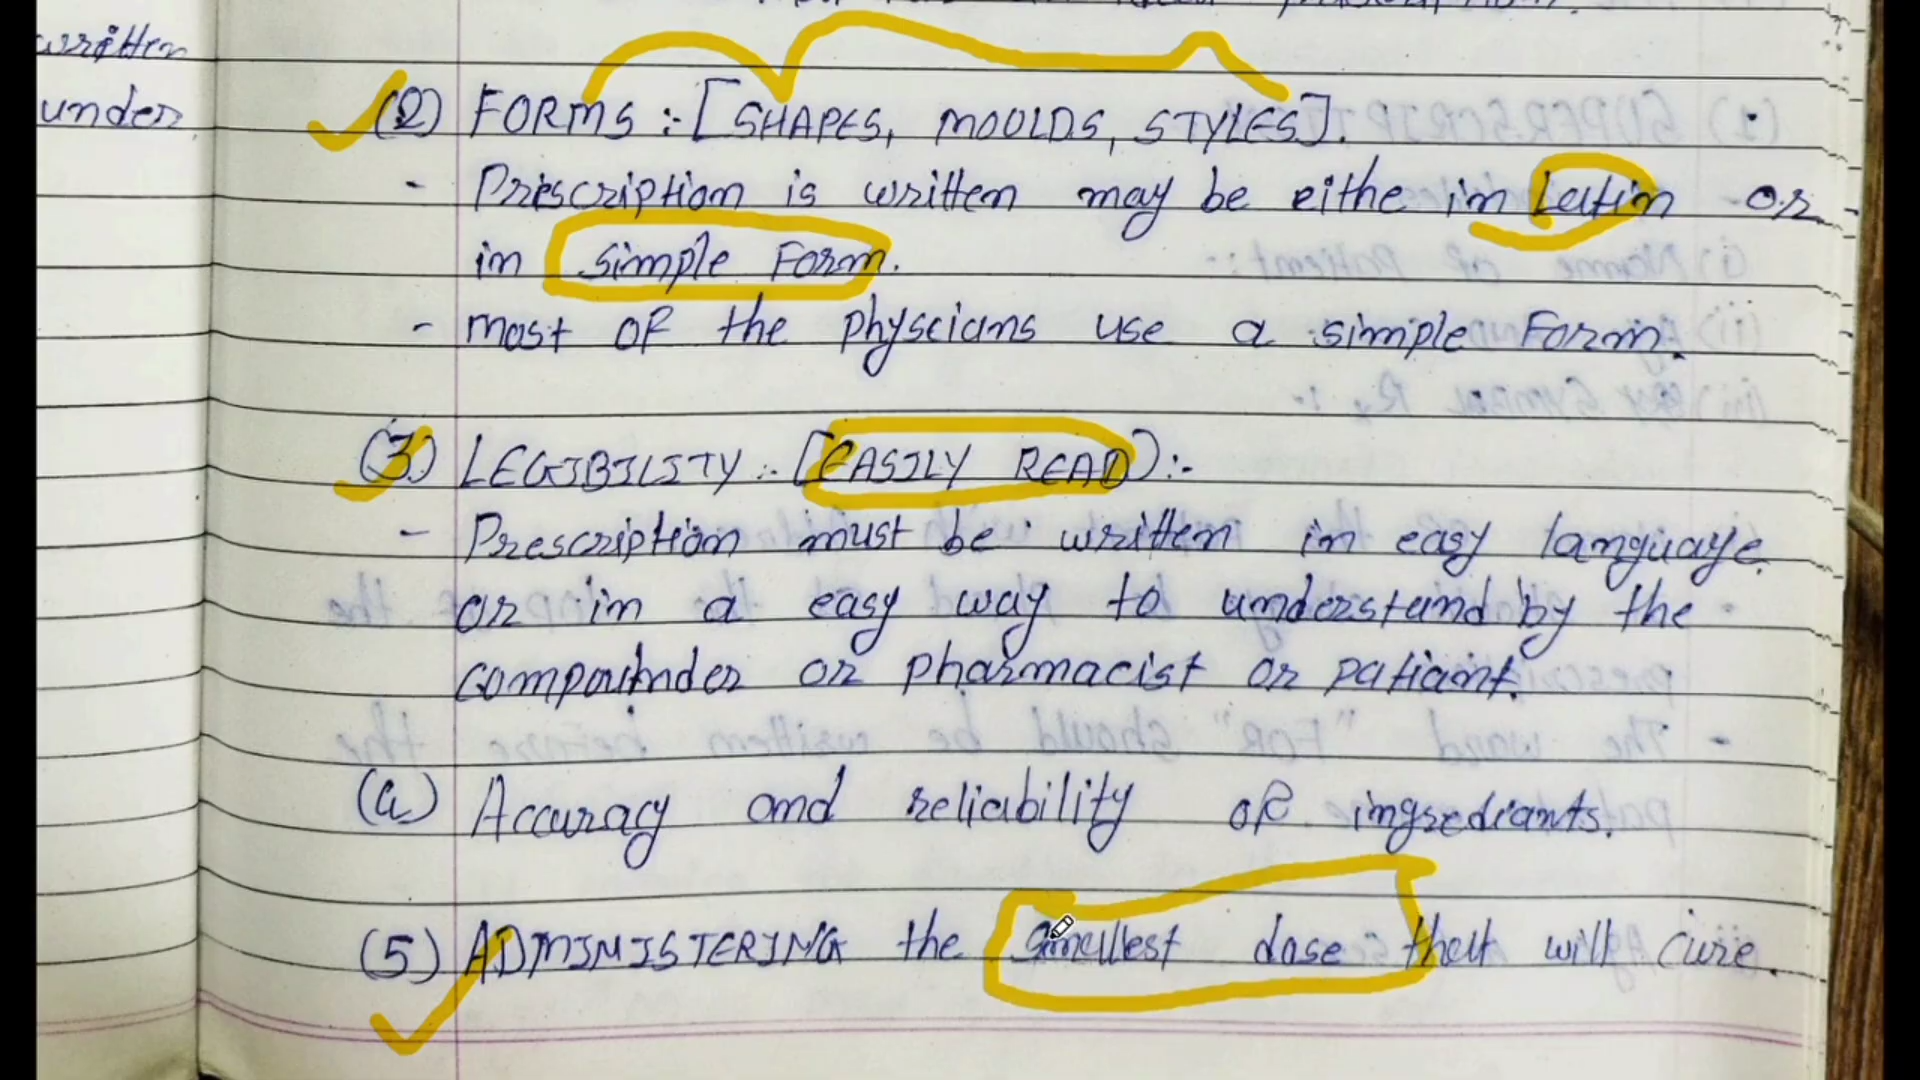 written
under
(2) FORMS :- [SHAPES, MOULDS, STYLES].
- Prescription is written may be eithe in Latin or
in simple Form.
- most of the physcians use a simple Form.
(3) LEGIBILITY :- [EASILY READ) :-
- Prescription must be written in easy language.
or in a easy way to understand by the
compounder or pharmacist or patiant.
(4) Accuracy and reliability of ingrediants.
(5) ADMINISTERING the smallest dose that will cure.